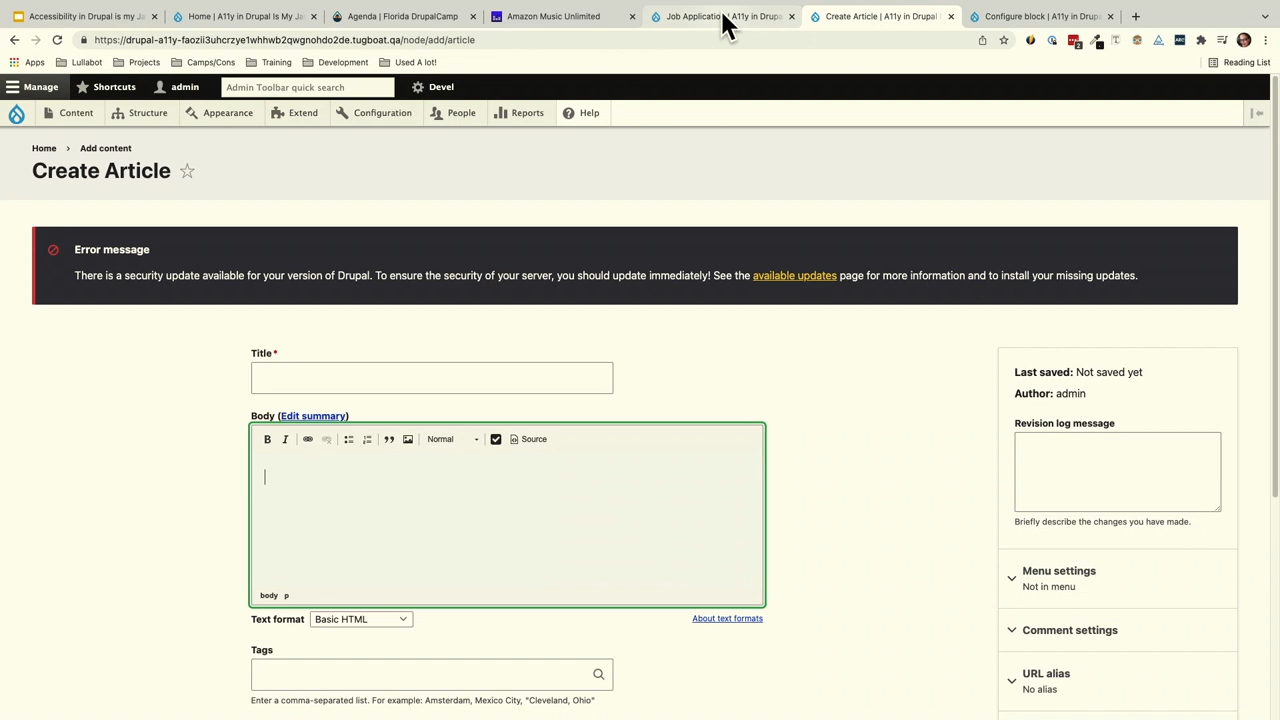 Accessibility in Drupal is my Ja
Home | A11y in Drupal Is My Jo
Agenda | Florida DrupalCamp
Amazon Music Unlimited
Job Application | A11y in Drupa
Create Article | A11y in Drupal I
Configure block | A11y in Drupa
https://drupal-a11y-faozii3uhcrzye1whhwb2qwgnohdo2de.tugboat.qa/node/add/article
Apps
Lullabot
Projects
Camps/Cons
Training
Development
Used A lot!
Reading List
Manage
Shortcuts
admin
Admin Toolbar quick search
Devel
Content
Structure
Appearance
Extend
Configuration
People
Reports
Help
Home › Add content
Create Article
Error message
There is a security update available for your version of Drupal. To ensure the security of your server, you should update immediately! See the available updates page for more information and to install your missing updates.
Title*
Body (Edit summary)
B I
Normal
Source
body p
Text format
Basic HTML
About text formats
Tags
Enter a comma-separated list. For example: Amsterdam, Mexico City, "Cleveland, Ohio"
Last saved: Not saved yet
Author: admin
Revision log message
Briefly describe the changes you have made.
Menu settings
Not in menu
Comment settings
URL alias
No alias